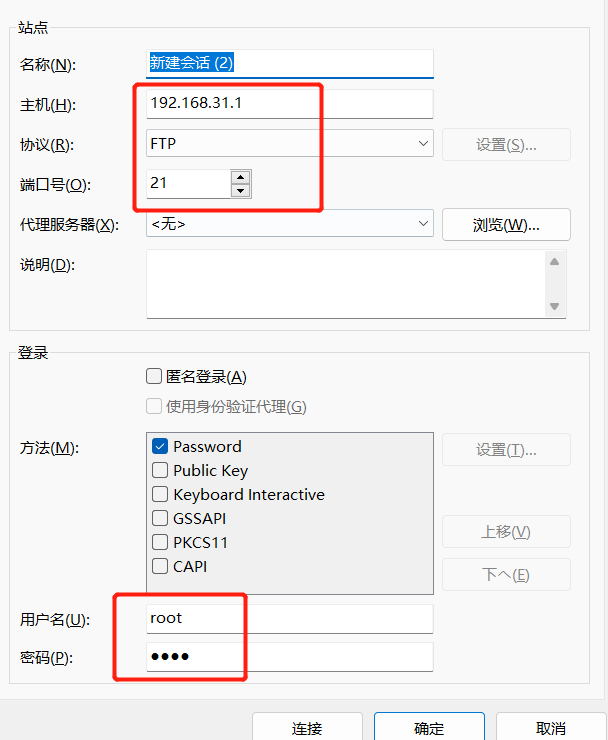 站点
名称(N): 新建会话 (2)
主机(H): 192.168.31.1
协议(R): FTP 设置(S)...
端口号(O): 21
代理服务器(X): <无> 浏览(W)...
说明(D):
登录
匿名登录(A)
使用身份验证代理(G)
方法(M): Password 设置(T)...
Public Key
Keyboard Interactive
GSSAPI
PKCS11 上移(V)
CAPI 下へ(E)
用户名(U): root
密码(P): ●●●●
连接 确定 取消